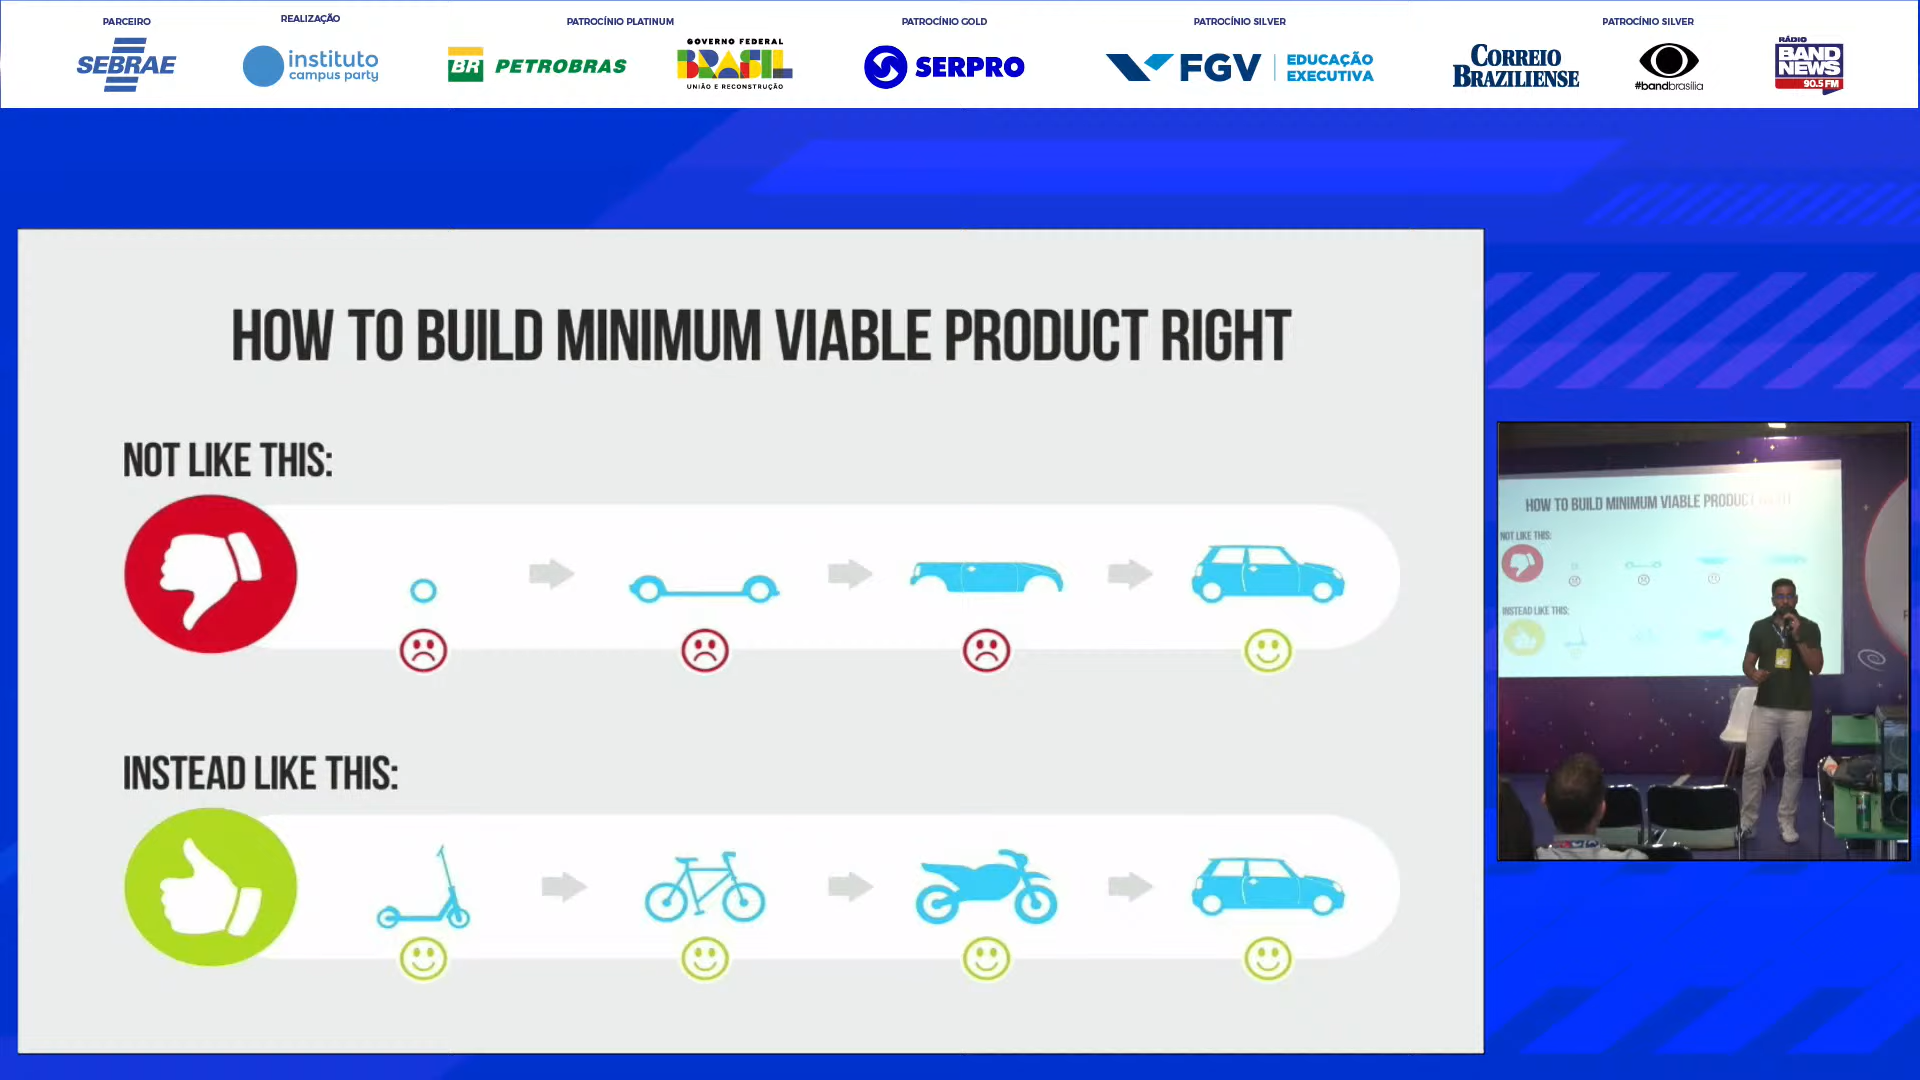 PARCEIRO
REALIZAÇÃO
PATROCÍNIO PLATINUM
PATROCÍNIO GOLD
PATROCÍNIO SILVER
PATROCÍNIO SILVER
SEBRAE
instituto
campus party
BR PETROBRAS
GOVERNO FEDERAL
BRASIL
UNIÃO E RECONSTRUÇÃO
SERPRO
FGV
EDUCAÇÃO
EXECUTIVA
CORREIO
BRAZILIENSE
#bandbrasília
RÁDIO
BAND
NEWS
90.5 FM
HOW TO BUILD MINIMUM VIABLE PRODUCT RIGHT
NOT LIKE THIS:
INSTEAD LIKE THIS:
HOW TO BUILD MINIMUM VIABLE PRODUCT RIGHT
NOT LIKE THIS:
INSTEAD LIKE THIS: